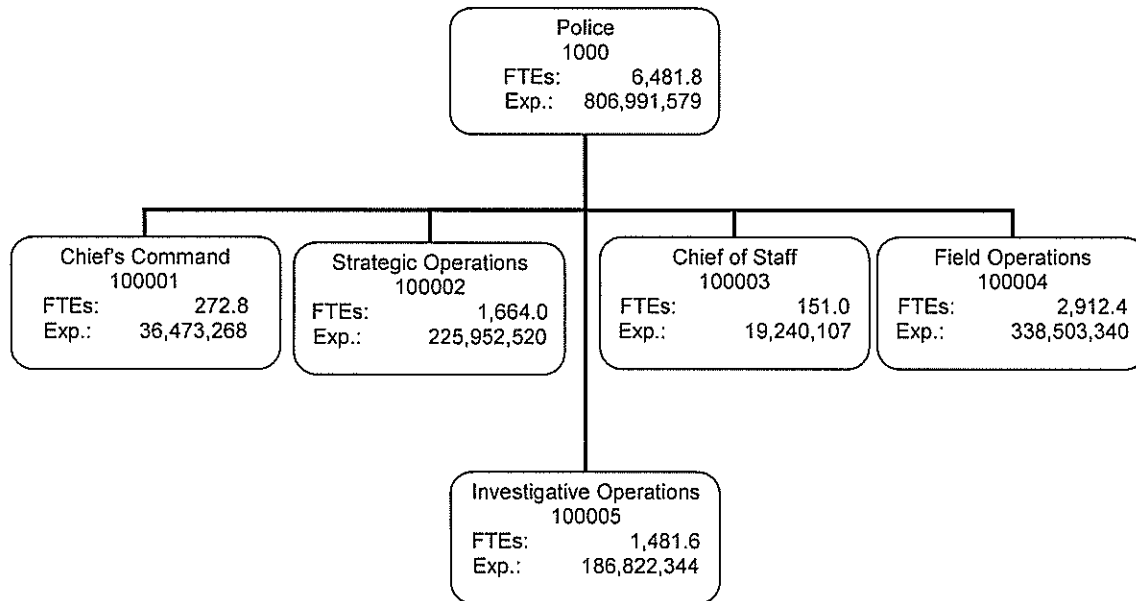 Police
1000
FTEs: 6,481.8
Exp.: 806,991,579
Chief's Command
100001
FTEs: 272.8
Exp.: 36,473,268
Strategic Operations
100002
FTEs: 1,664.0
Exp.: 225,952,520
Chief of Staff
100003
FTEs: 151.0
Exp.: 19,240,107
Field Operations
100004
FTEs: 2,912.4
Exp.: 338,503,340
Investigative Operations
100005
FTEs: 1,481.6
Exp.: 186,822,344